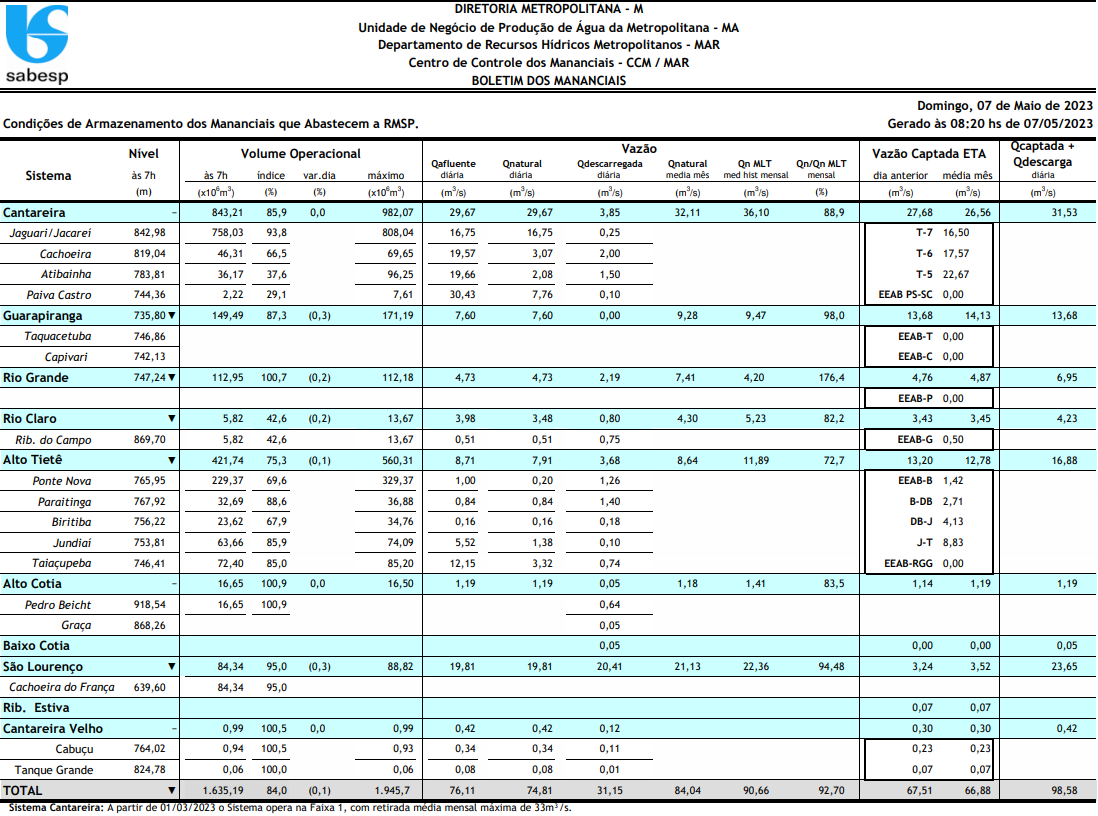 DIRETORIA METROPOLITANA - M
Unidade de Negócio de Produção de Água da Metropolitana - MA
Departamento de Recursos Hídricos Metropolitanos - MAR
Centro de Controle dos Mananciais - CCM / MAR
BOLETIM DOS MANANCIAIS
sabesp
Domingo, 07 de Maio de 2023
Condições de Armazenamento dos Mananciais que Abastecem a RMSP. Gerado às 08:20 hs de 07/05/2023
Sistema Nível Volume Operacional Vazão Vazão Captada ETA Qcaptada + Qdescarga
às 7h às 7h índice var.dia máximo Qafluente diária Qnatural diária Qdescarregada diária Qnatural media mês Qn MLT med hist mensal Qn/Qn MLT mensal dia anterior média mês diária
(m) (x10⁶m³) (%) (%) (x10⁶m³) (m³/s) (m³/s) (m³/s) (m³/s) (m³/s) (%) (m³/s) (m³/s) (m³/s)
Cantareira - 843,21 85,9 0,0 982,07 29,67 29,67 3,85 32,11 36,10 88,9 27,68 26,56 31,53
Jaguari/Jacareí 842,98 758,03 93,8 808,04 16,75 16,75 0,25 T-7 16,50
Cachoeira 819,04 46,31 66,5 69,65 19,57 3,07 2,00 T-6 17,57
Atibainha 783,81 36,17 37,6 96,25 19,66 2,08 1,50 T-5 22,67
Paiva Castro 744,36 2,22 29,1 7,61 30,43 7,76 0,10 EEAB PS-SC 0,00
Guarapiranga 735,80 ▼ 149,49 87,3 (0,3) 171,19 7,60 7,60 0,00 9,28 9,47 98,0 13,68 14,13 13,68
Taquacetuba 746,86 EEAB-T 0,00
Capivari 742,13 EEAB-C 0,00
Rio Grande 747,24 ▼ 112,95 100,7 (0,2) 112,18 4,73 4,73 2,19 7,41 4,20 176,4 4,76 4,87 6,95
EEAB-P 0,00
Rio Claro ▼ 5,82 42,6 (0,2) 13,67 3,98 3,48 0,80 4,30 5,23 82,2 3,43 3,45 4,23
Rib. do Campo 869,70 5,82 42,6 13,67 0,51 0,51 0,75 EEAB-G 0,50
Alto Tietê ▼ 421,74 75,3 (0,1) 560,31 8,71 7,91 3,68 8,64 11,89 72,7 13,20 12,78 16,88
Ponte Nova 765,95 229,37 69,6 329,37 1,00 0,20 1,26 EEAB-B 1,42
Paraitinga 767,92 32,69 88,6 36,88 0,84 0,84 1,40 B-DB 2,71
Biritiba 756,22 23,62 67,9 34,76 0,16 0,16 0,18 DB-J 4,13
Jundiaí 753,81 63,66 85,9 74,09 5,52 1,38 0,10 J-T 8,83
Taiaçupeba 746,41 72,40 85,0 85,20 12,15 3,32 0,74 EEAB-RGG 0,00
Alto Cotia - 16,65 100,9 0,0 16,50 1,19 1,19 0,05 1,18 1,41 83,5 1,14 1,19 1,19
Pedro Beicht 918,54 16,65 100,9 0,64
Graça 868,26 0,05
Baixo Cotia 0,05 0,00 0,00 0,05
São Lourenço ▼ 84,34 95,0 (0,3) 88,82 19,81 19,81 20,41 21,13 22,36 94,48 3,24 3,52 23,65
Cachoeira do França 639,60 84,34 95,0
Rib. Estiva 0,07 0,07
Cantareira Velho - 0,99 100,5 0,0 0,99 0,42 0,42 0,12 0,30 0,30 0,42
Cabuçu 764,02 0,94 100,5 0,93 0,34 0,34 0,11 0,23 0,23
Tanque Grande 824,78 0,06 100,0 0,06 0,08 0,08 0,01 0,07 0,07
TOTAL ▼ 1.635,19 84,0 (0,1) 1.945,7 76,11 74,81 31,15 84,04 90,66 92,70 67,51 66,88 98,58
Sistema Cantareira: A partir de 01/03/2023 o Sistema opera na Faixa 1, com retirada média mensal máxima de 33m³/s.